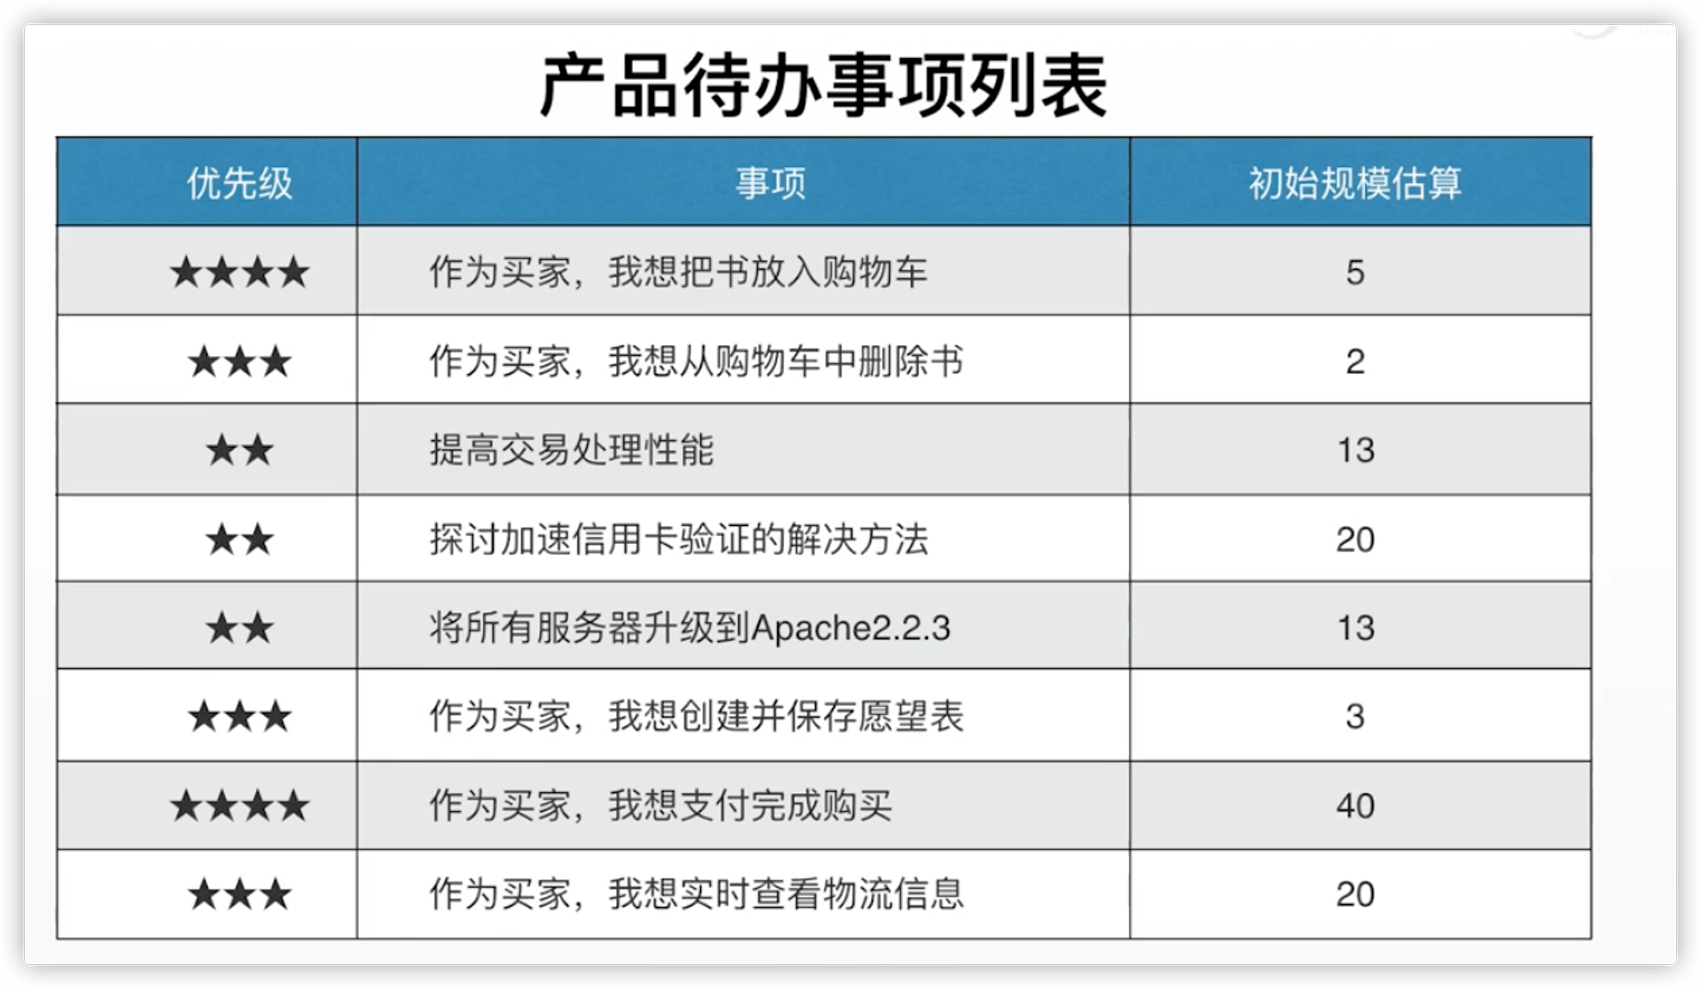 产品待办事项列表
优先级 事项 初始规模估算
★★★★ 作为买家，我想把书放入购物车 5
★★★ 作为买家，我想从购物车中删除书 2
★★ 提高交易处理性能 13
★★ 探讨加速信用卡验证的解决方法 20
★★ 将所有服务器升级到Apache2.2.3 13
★★★ 作为买家，我想创建并保存愿望表 3
★★★★ 作为买家，我想支付完成购买 40
★★★ 作为买家，我想实时查看物流信息 20